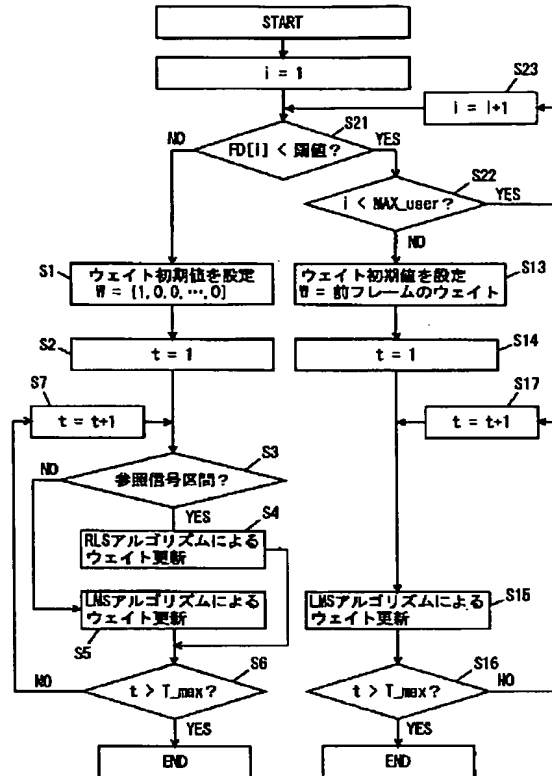 START
i = 1
S23
i = i+1
S21
NO
FD[i] < 閾値?
YES
S22
i < MAX_user?
YES
NO
S1
ウェイト初期値を設定
W = [1,0,0,…,0]
S13
ウェイト初期値を設定
W = 前フレームのウェイト
S2
t = 1
S14
t = 1
S7
t = t+1
S17
t = t+1
S3
NO
参照信号区間?
YES
S4
RLSアルゴリズムによる
ウェイト更新
LMSアルゴリズムによる
ウェイト更新
S5
S15
LMSアルゴリズムによる
ウェイト更新
S6
NO
t > T_max?
YES
S16
t > T_max?
NO
YES
END
END